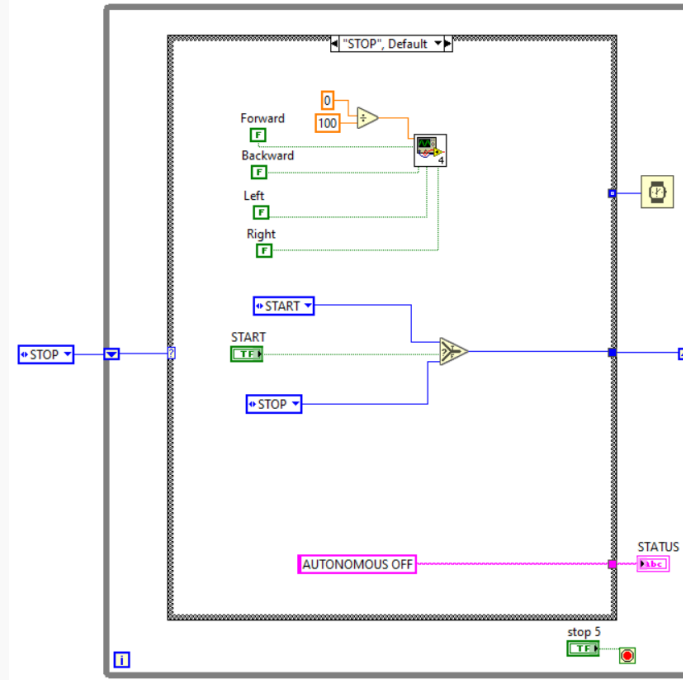 "STOP", Default
0
100
Forward
F
4
Backward
F
Left
F
Right
F
START
START
TF
STOP
?
STOP
AUTONOMOUS OFF
STATUS
abc
stop 5
TF
i